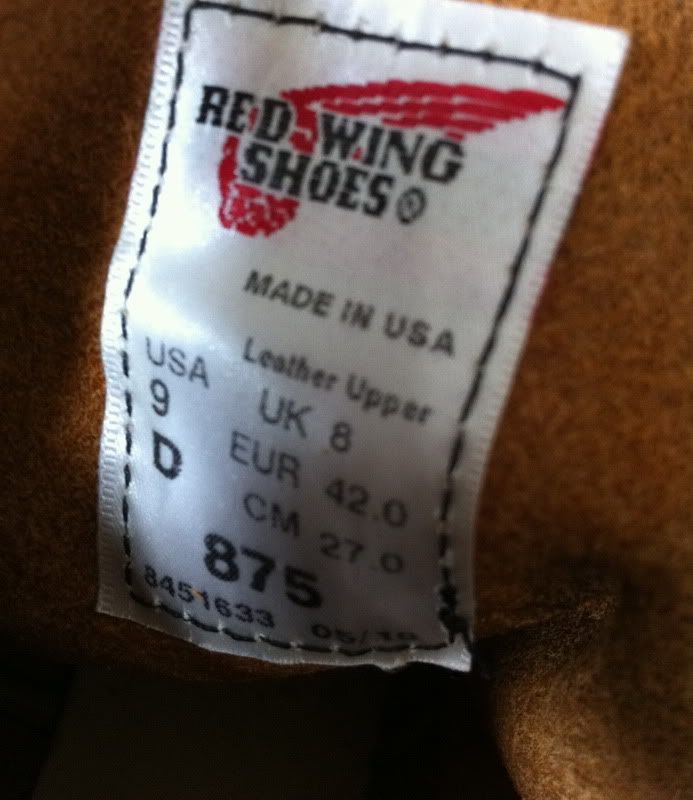 RED WING
SHOES®
MADE IN USA
Leather Upper
USA
9
D
UK 8
EUR 42.0
CM 27.0
875
8451633 05/10